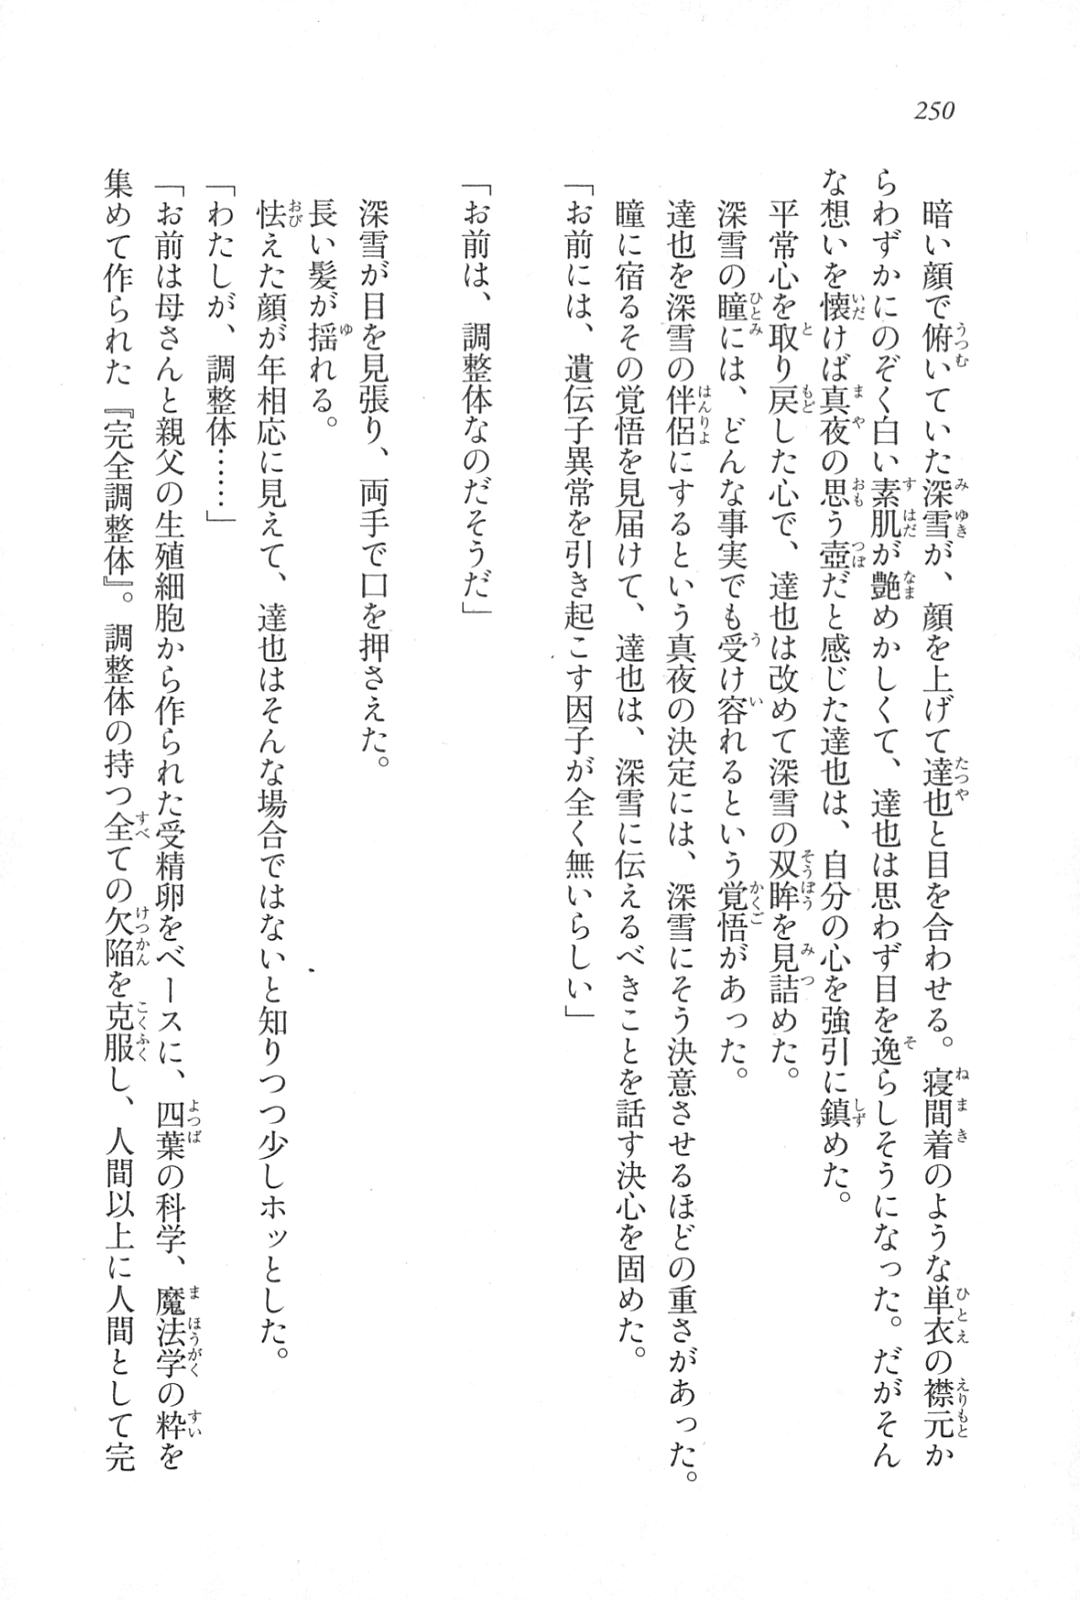 250
暗い顔で俯いていた深雪が、顔を上げて達也と目を合わせる。寝間着のような単衣の襟元か
らわずかにのぞく白い素肌が艶めかしくて、達也は思わず目を逸らしそうになった。だがそん
な想いを懐けば真夜の思う壺だと感じた達也は、自分の心を強引に鎮めた。
平常心を取り戻した心で、達也は改めて深雪の双眸を見詰めた。
深雪の瞳には、どんな事実でも受け容れるという覚悟があった。
達也を深雪の伴侶にするという真夜の決定には、深雪にそう決意させるほどの重さがあった。
瞳に宿るその覚悟を見届けて、達也は、深雪に伝えるべきことを話す決心を固めた。
「お前には、遺伝子異常を引き起こす因子が全く無いらしい」
「お前は、調整体なのだそうだ」
深雪が目を見張り、両手で口を押さえた。
長い髪が揺れる。
怯えた顔が年相応に見えて、達也はそんな場合ではないと知りつつ少しホッとした。
「わたしが、調整体……」
「お前は母さんと親父の生殖細胞から作られた受精卵をベースに、四葉の科学、魔法学の粋を
集めて作られた『完全調整体』。調整体の持つ全ての欠陥を克服し、人間以上に人間として完